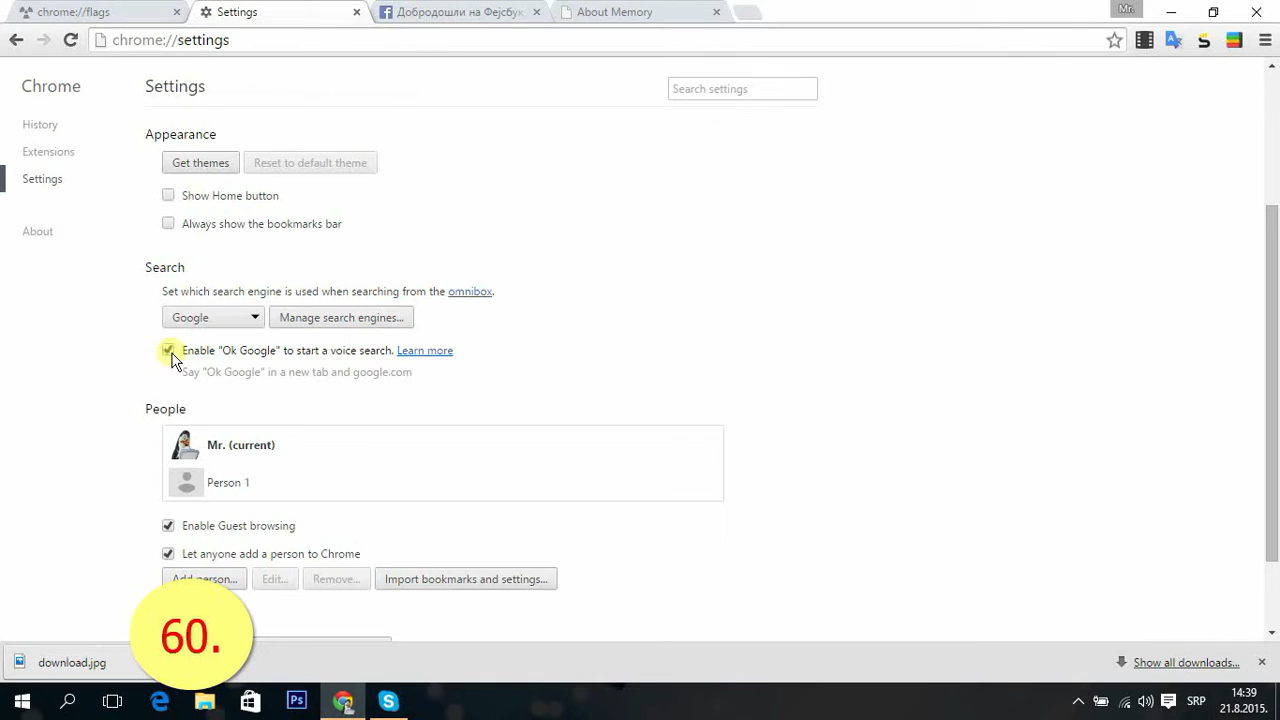 chrome://flags
Settings
Добродошли на Фејсбук
About Memory
Mr.
chrome://settings
Chrome
Settings
Search settings
History
Extensions
Settings
About
Appearance
Get themes
Reset to default theme
Show Home button
Always show the bookmarks bar
Search
Set which search engine is used when searching from the omnibox.
Google
Manage search engines...
Enable "Ok Google" to start a voice search. Learn more
Say "Ok Google" in a new tab and google.com
People
Mr. (current)
Person 1
Enable Guest browsing
Let anyone add a person to Chrome
Add person...
Edit...
Remove...
Import bookmarks and settings...
60.
download.jpg
Show all downloads...
Ps
SRP
14:39
21.8.2015.